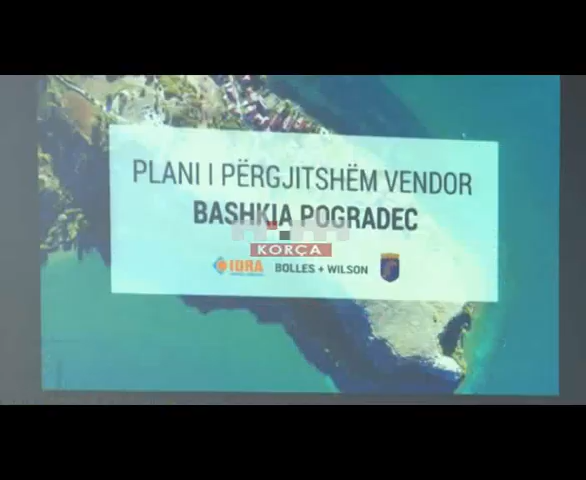 PLANI I PËRGJITSHËM VENDOR
BASHKIA POGRADEC
KORÇA
IDRA
BOLLES + WILSON